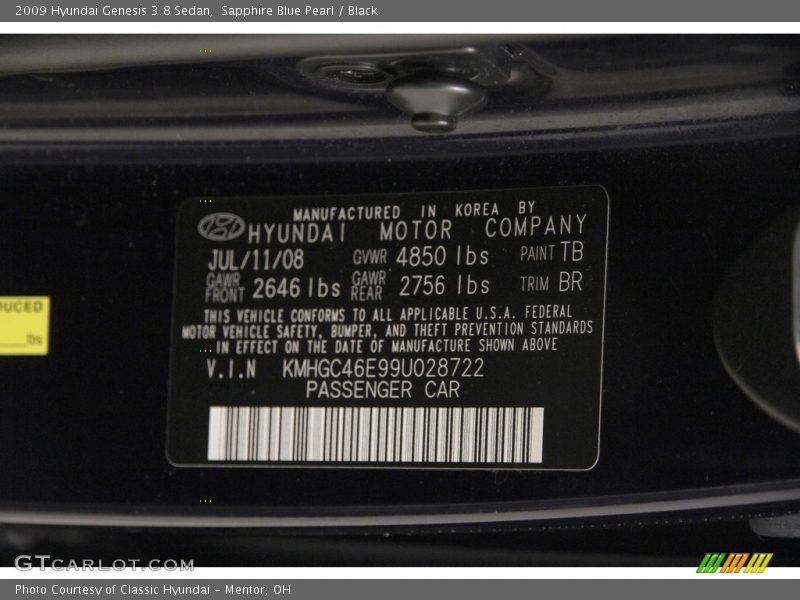 2009 Hyundai Genesis 3.8 Sedan,  Sapphire Blue Pearl / Black
MANUFACTURED IN KOREA BY
HYUNDAI MOTOR COMPANY
JUL/11/08 GVWR 4850 lbs PAINT TB
GAWR FRONT 2646 lbs GAWR REAR 2756 lbs TRIM BR
THIS VEHICLE CONFORMS TO ALL APPLICABLE U.S.A. FEDERAL
MOTOR VEHICLE SAFETY, BUMPER, AND THEFT PREVENTION STANDARDS
IN EFFECT ON THE DATE OF MANUFACTURE SHOWN ABOVE
V.I.N KMHGC46E99U028722
PASSENGER CAR
lbs
GTCARLOT.COM
Photo Courtesy of Classic Hyundai - Mentor, OH